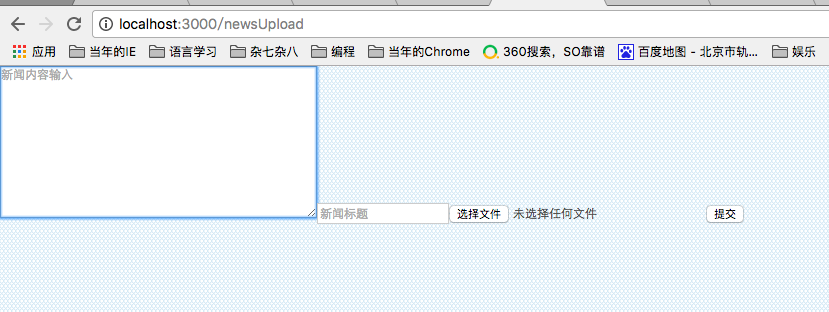 localhost:3000/newsUpload
应用 当年的IE 语言学习 杂七杂八 编程 当年的Chrome 360搜索，SO靠谱 百度地图 - 北京市轨... 娱乐
新闻内容输入
新闻标题 选择文件 未选择任何文件 提交